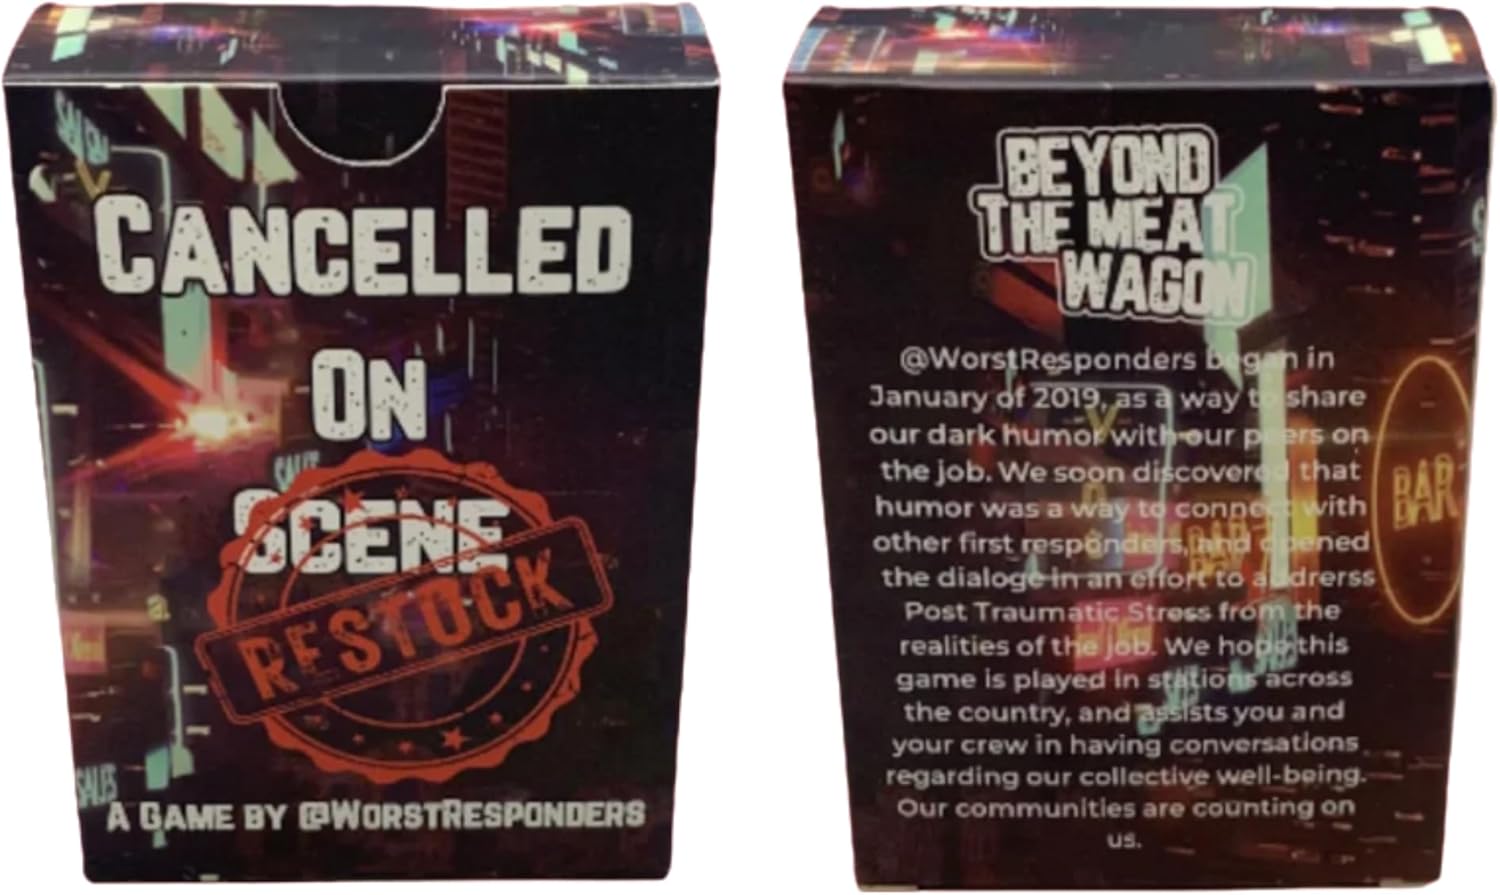 SALES
CANCELLED
ON
SCENE
RESTOCK
SALES
A GAME BY @WORSTRESPONDERS
BEYOND
THE MEAT
WAGON
@WorstResponders began in
January of 2019, as a way to share
our dark humor with our peers on
the job. We soon discovered that
humor was a way to connect with
other first responders, and opened
the dialoge in an effort to addrerss
Post Traumatic Stress from the
realities of the job. We hope this
game is played in stations across
the country, and assists you and
your crew in having conversations
regarding our collective well-being.
Our communities are counting on
us.
BAR
BAR